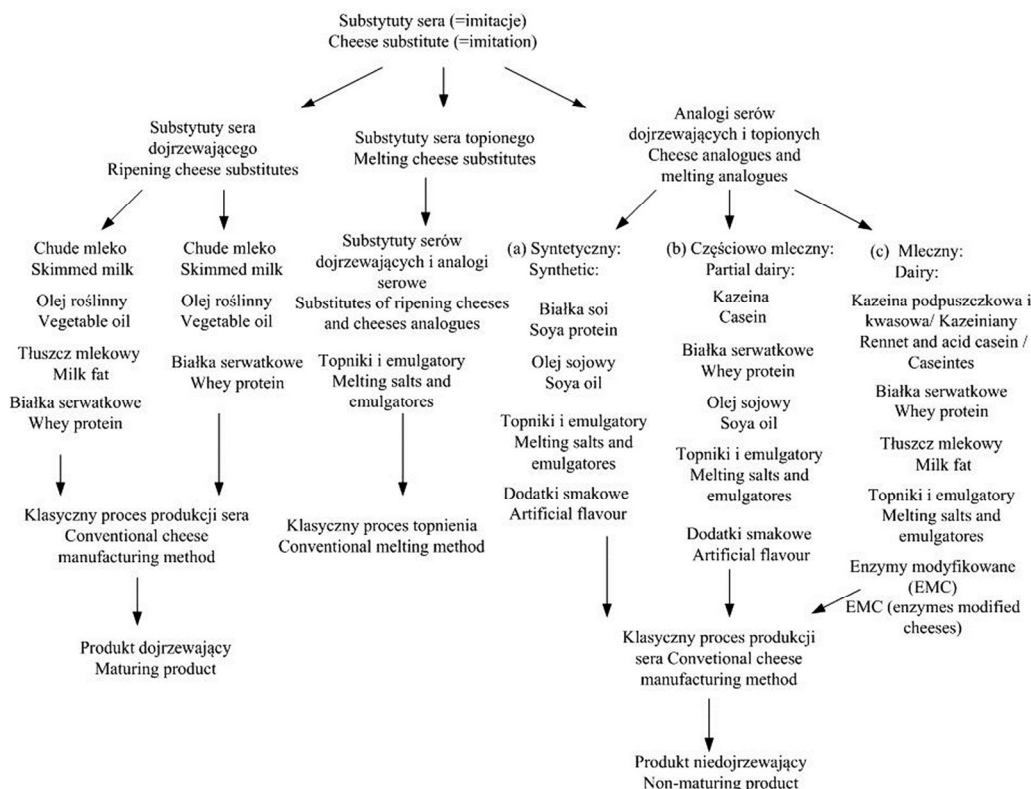 Substytuty sera (=imitacje)
Cheese substitute (=imitation)
Substytuty sera
dojrzewającego
Ripening cheese substitutes
Substytuty sera topionego
Melting cheese substitutes
Analogi serów
dojrzewających i topionych
Cheese analogues and
melting analogues
Chude mleko
Skimmed milk
Olej roślinny
Vegetable oil
Tłuszcz mlekowy
Milk fat
Białka serwatkowe
Whey protein
Chude mleko
Skimmed milk
Olej roślinny
Vegetable oil
Białka serwatkowe
Whey protein
Klasyczny proces produkcji sera
Conventional cheese
manufacturing method
Produkt dojrzewający
Maturing product
Substytuty serów
dojrzewających i analogi
serowe
Substitutes of ripening cheeses
and cheeses analogues
Topniki i emulgatory
Melting salts and
emulgatores
Klasyczny proces topnienia
Conventional melting method
(a) Syntetyczny:
Synthetic:
Białka soi
Soya protein
Olej sojowy
Soya oil
Topniki i emulgatory
Melting salts and
emulgatores
Dodatki smakowe
Artificial flavour
(b) Częściowo mleczny:
Partial dairy:
Kazeina
Casein
Białka serwatkowe
Whey protein
Olej sojowy
Soya oil
Topniki i emulgatory
Melting salts and
emulgatores
Dodatki smakowe
Artificial flavour
(c) Mleczny:
Dairy:
Kazeina podpuszczkowa i
kwasowa/ Kazeiniany
Rennet and acid casein /
Caseintes
Białka serwatkowe
Whey protein
Tłuszcz mlekowy
Milk fat
Topniki i emulgatory
Melting salts and
emulgatores
Enzymy modyfikowane
(EMC)
EMC (enzymes modified
cheeses)
Klasyczny proces produkcji
sera Convetional cheese
manufacturing method
Produkt niedojrzewający
Non-maturing product